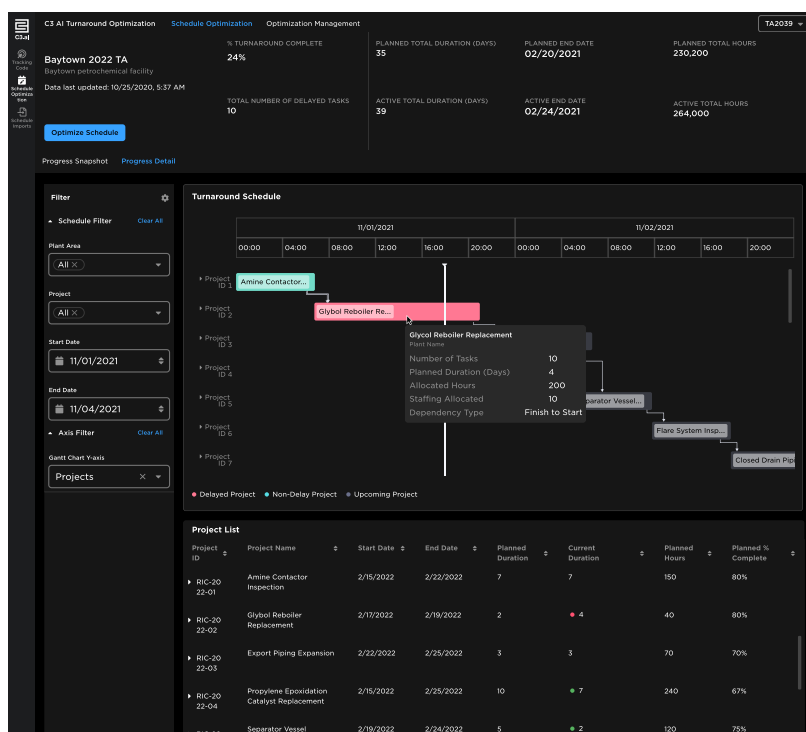 C3.ai
Tracking
Code
Schedule
Optimiza
tion
Schedule
Imports
C3 AI Turnaround Optimization
Schedule Optimization
Optimization Management
TA2039
Baytown 2022 TA
Baytown petrochemical facility
Data last updated: 10/25/2020, 5:37 AM
Optimize Schedule
% TURNAROUND COMPLETE
24%
PLANNED TOTAL DURATION (DAYS)
35
PLANNED END DATE
02/20/2021
PLANNED TOTAL HOURS
230,200
TOTAL NUMBER OF DELAYED TASKS
10
ACTIVE TOTAL DURATION (DAYS)
39
ACTIVE END DATE
02/24/2021
ACTIVE TOTAL HOURS
264,000
Progress Snapshot
Progress Detail
Filter
Schedule Filter Clear All
Plant Area
All ×
Project
All ×
Start Date
11/01/2021
End Date
11/04/2021
Axis Filter Clear All
Gantt Chart Y-axis
Projects ×
Turnaround Schedule
11/01/2021 11/02/2021
00:00 04:00 08:00 12:00 16:00 20:00 00:00 04:00 08:00 12:00 16:00 20:00
Project
ID 1
Amine Contactor...
Project
ID 2
Glybol Reboiler Re...
Project
ID 3
Project
ID 4
Project
ID 5
parator Vessel...
Project
ID 6
Flare System Insp...
Project
ID 7
Closed Drain Pip
Glycol Reboiler Replacement
Plant Name
Number of Tasks 10
Planned Duration (Days) 4
Allocated Hours 200
Staffing Allocated 10
Dependency Type Finish to Start
Delayed Project Non-Delay Project Upcoming Project
Project List
Project
ID
Project Name
Start Date
End Date
Planned
Duration
Current
Duration
Planned
Hours
Planned %
Complete
RIC-20
22-01
Amine Contactor
Inspection
2/15/2022 2/22/2022 7 7 150 80%
RIC-20
22-02
Glybol Reboiler
Replacement
2/17/2022 2/19/2022 2 4 40 80%
RIC-20
22-03
Export Piping Expansion
2/22/2022 2/25/2022 3 3 70 70%
RIC-20
22-04
Propylene Epoxidation
Catalyst Replacement
2/15/2022 2/25/2022 10 7 240 67%
Separator Vessel
2/19/2022 2/24/2022 5 2 120 75%